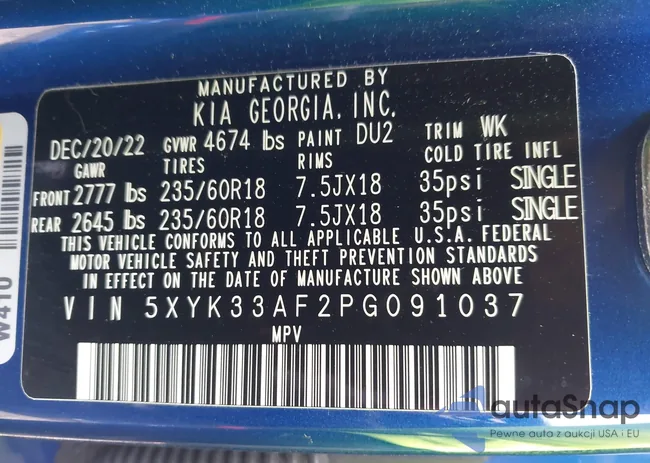 MANUFACTURED BY
KIA GEORGIA, INC.
DEC/20/22 GVWR 4674 lbs PAINT DU2 TRIM WK
GAWR TIRES RIMS COLD TIRE INFL
FRONT 2777 lbs 235/60R18 7.5JX18 35psi SINGLE
REAR 2645 lbs 235/60R18 7.5JX18 35psi SINGLE
THIS VEHICLE CONFORMS TO ALL APPLICABLE U.S.A. FEDERAL
MOTOR VEHICLE SAFETY AND THEFT PREVENTION STANDARDS
IN EFFECT ON THE DATE OF MANUFACTURE SHOWN ABOVE
VIN 5XYK33AF2PG091037
MPV
W410
autaSnap
Pewne auta z aukcji USA i EU